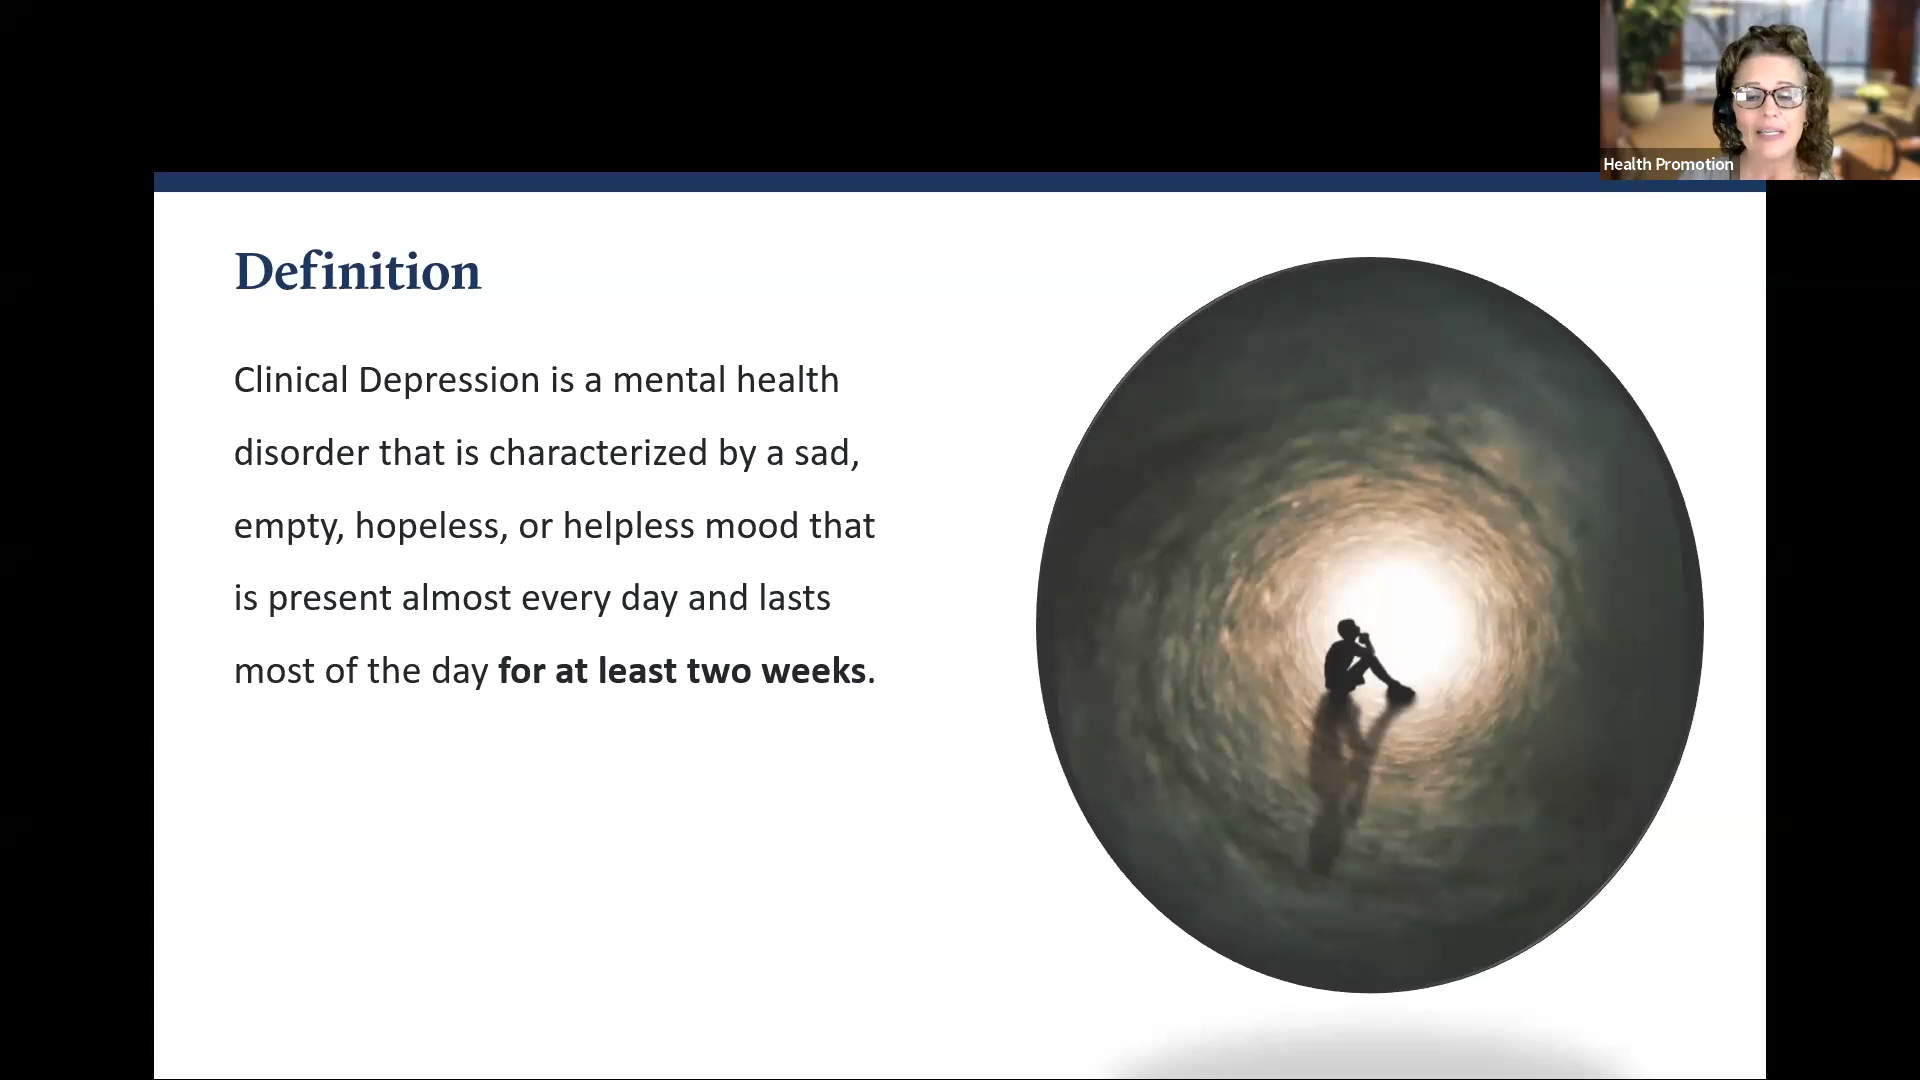 Health Promotion
Definition
Clinical Depression is a mental health
disorder that is characterized by a sad,
empty, hopeless, or helpless mood that
is present almost every day and lasts
most of the day for at least two weeks.